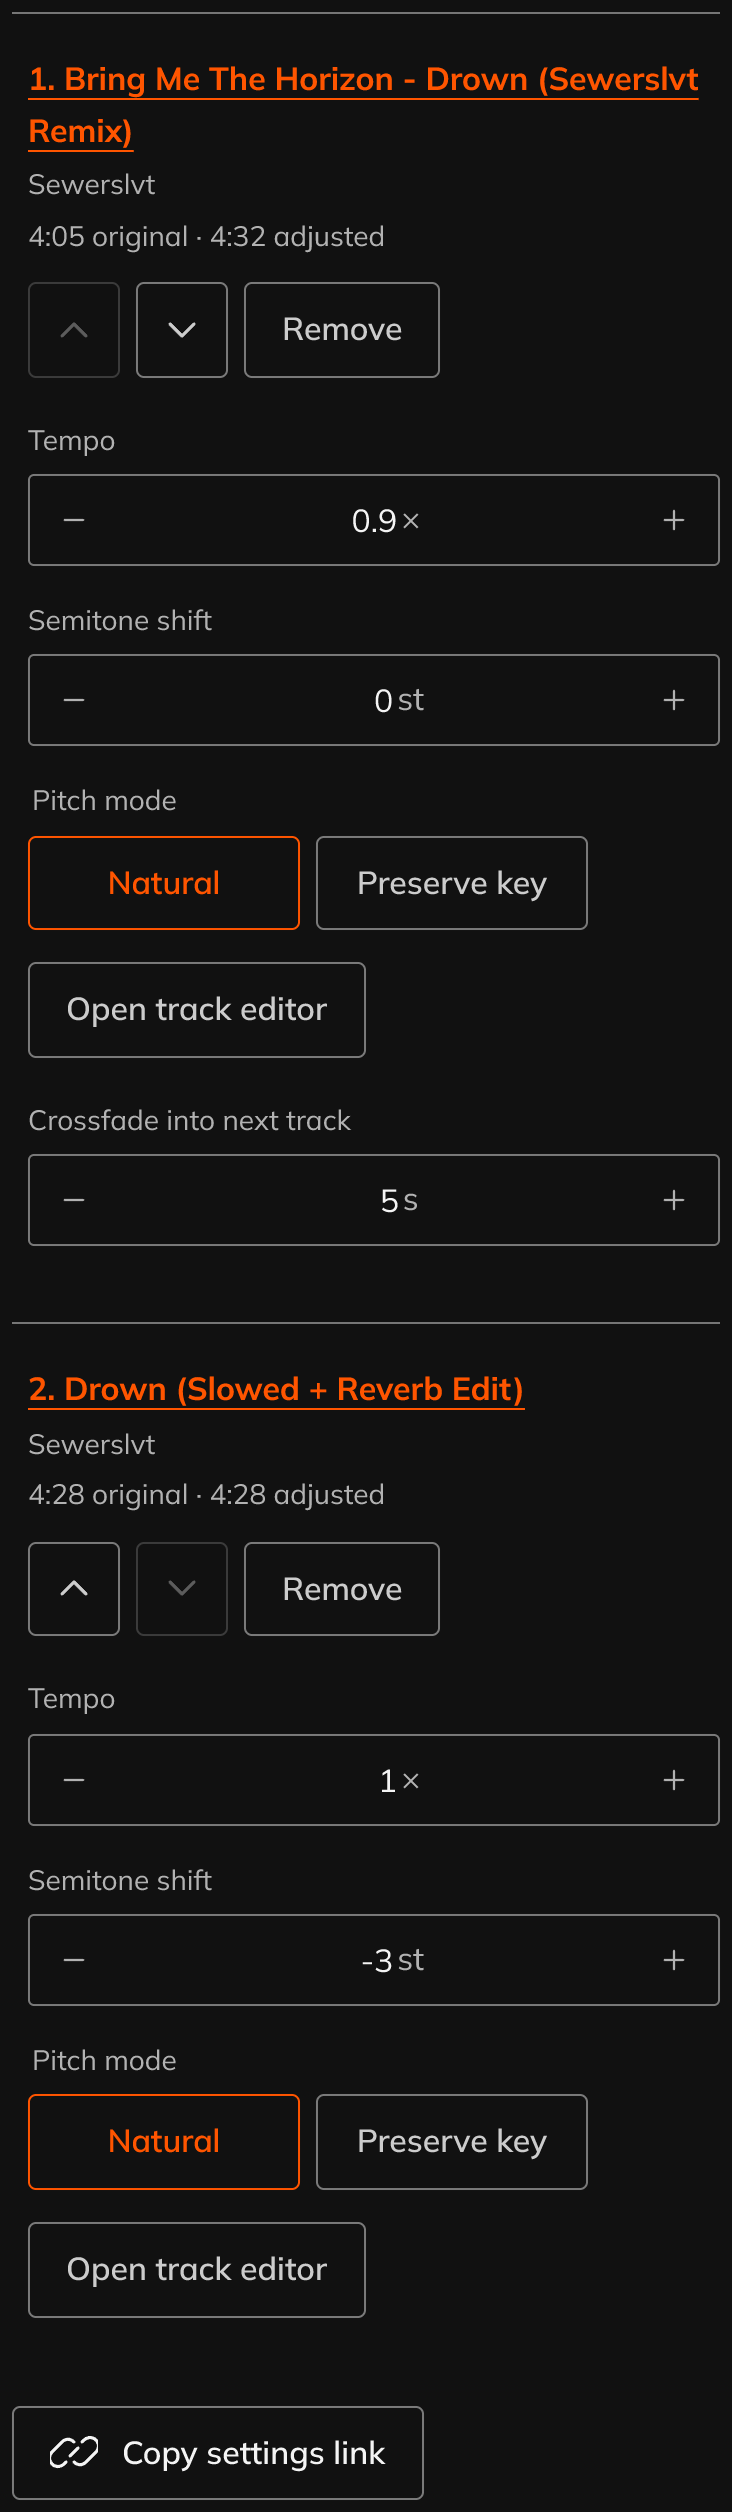 1. Bring Me The Horizon - Drown (Sewerslvt
Remix)
Sewerslvt
4:05 original · 4:32 adjusted
Remove
Tempo
− 0.9× +
Semitone shift
− 0 st +
Pitch mode
Natural Preserve key
Open track editor
Crossfade into next track
− 5 s +
2. Drown (Slowed + Reverb Edit)
Sewerslvt
4:28 original · 4:28 adjusted
Remove
Tempo
− 1× +
Semitone shift
− -3 st +
Pitch mode
Natural Preserve key
Open track editor
Copy settings link